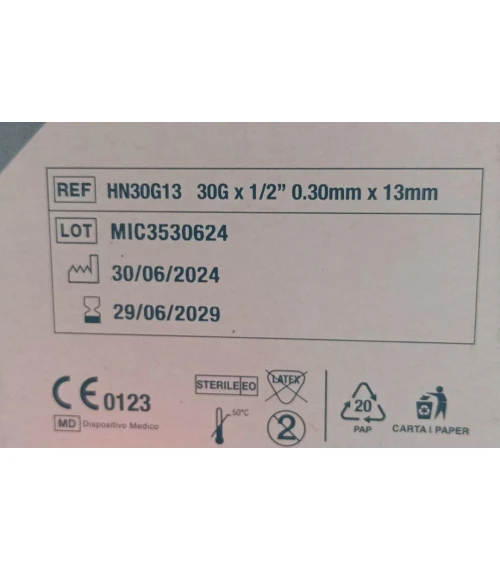 REF HN30G13 30G x 1/2" 0.30mm x 13mm
LOT MIC3530624
30/06/2024
29/06/2029
CE 0123
MD Dispositivo Medico
STERILE EO
LATEX
50°C
2
20
PAP
CARTA | PAPER